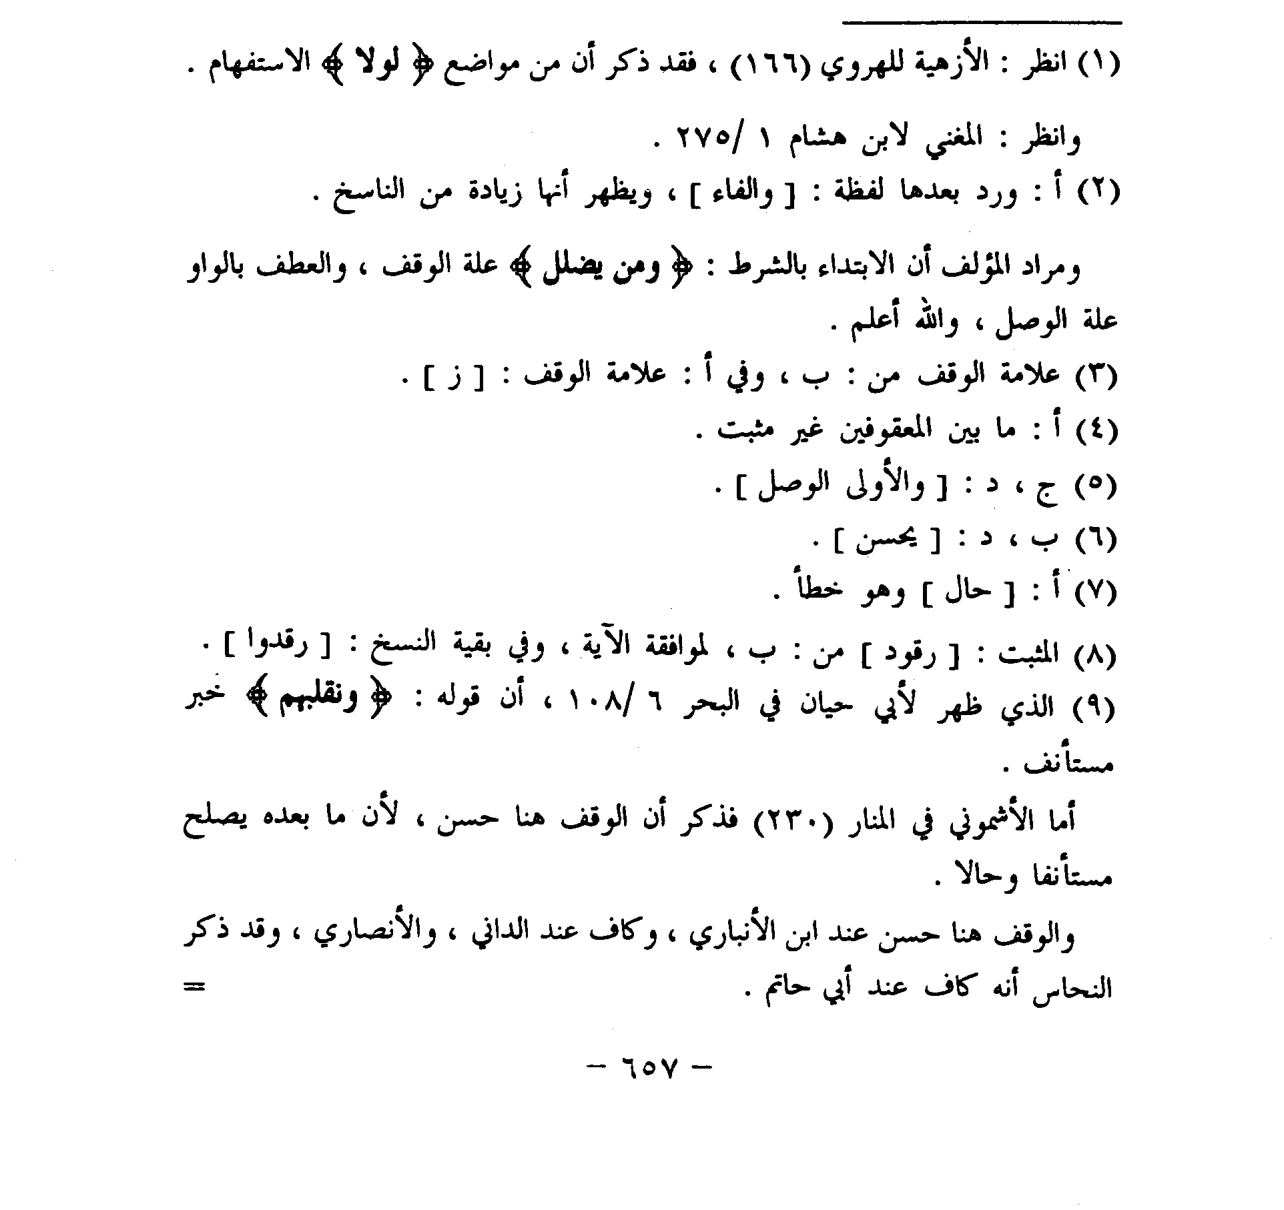 (١) انظر : الأزهية للهروي (١٦٦) ، فقد ذكر أن من مواضع ﴿ لولا ﴾ الاستفهام .
وانظر : المغني لابن هشام ١ /٢٧٥ .
(٢) أ : ورد بعدها لفظة : [ والفاء ] ، ويظهر أنها زيادة من الناسخ .
ومراد المؤلف أن الابتداء بالشرط : ﴿ ومن يضلل ﴾ علة الوقف ، والعطف بالواو
علة الوصل ، والله أعلم .
(٣) علامة الوقف من : ب ، وفي أ : علامة الوقف : [ ز ] .
(٤) أ : ما بين المعقوفين غير مثبت .
(٥) ج ، د : [ والأولى الوصل ] .
(٦) ب ، د : [ يحسن ] .
(٧) أ : [ حال ] وهو خطأ .
(٨) المثبت : [ رقود ] من : ب ، لموافقة الآية ، وفي بقية النسخ : [ رقدوا ] .
(٩) الذي ظهر لأبي حيان في البحر ٦ /١٠٨ ، أن قوله : ﴿ ونقلبهم ﴾ خبر
مستأنف .
أما الأشموني في المنار (٢٣٠) فذكر أن الوقف هنا حسن ، لأن ما بعده يصلح
مستأنفا وحالا .
والوقف هنا حسن عند ابن الأنباري ، وكاف عند الداني ، والأنصاري ، وقد ذكر
النحاس أنه كاف عند أبي حاتم . =
– ٦٥٧ –